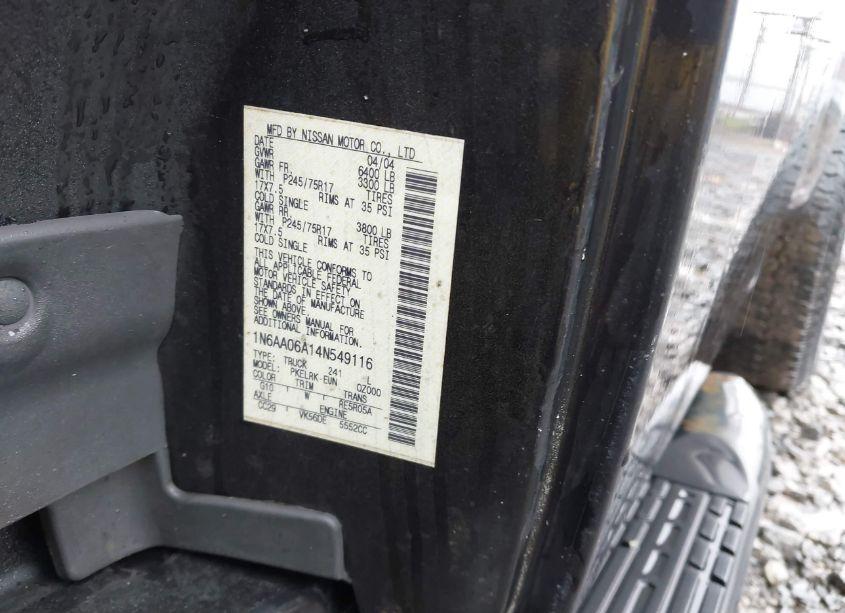 MFD BY NISSAN MOTOR CO., LTD
DATE 04/04
GVWR 6400 LB
GAWR FR. 3300 LB
WITH P245/75R17 TIRES
17X7.5 RIMS AT 35 PSI
COLD SINGLE
GAWR RR. 3800 LB
WITH P245/75R17 TIRES
17X7.5 RIMS AT 35 PSI
COLD SINGLE
THIS VEHICLE CONFORMS TO
ALL APPLICABLE FEDERAL
MOTOR VEHICLE SAFETY
STANDARDS IN EFFECT ON
THE DATE OF MANUFACTURE
SHOWN ABOVE.
SEE OWNERS MANUAL FOR
ADDITIONAL INFORMATION.
1N6AA06A14N549116
TYPE: TRUCK 241 L
MODEL: PKELRK EUN QZ000
COLOR TRIM TRANS
G10 W RE5R05A
AXLE ENGINE
CC29 VK56DE 5552CC